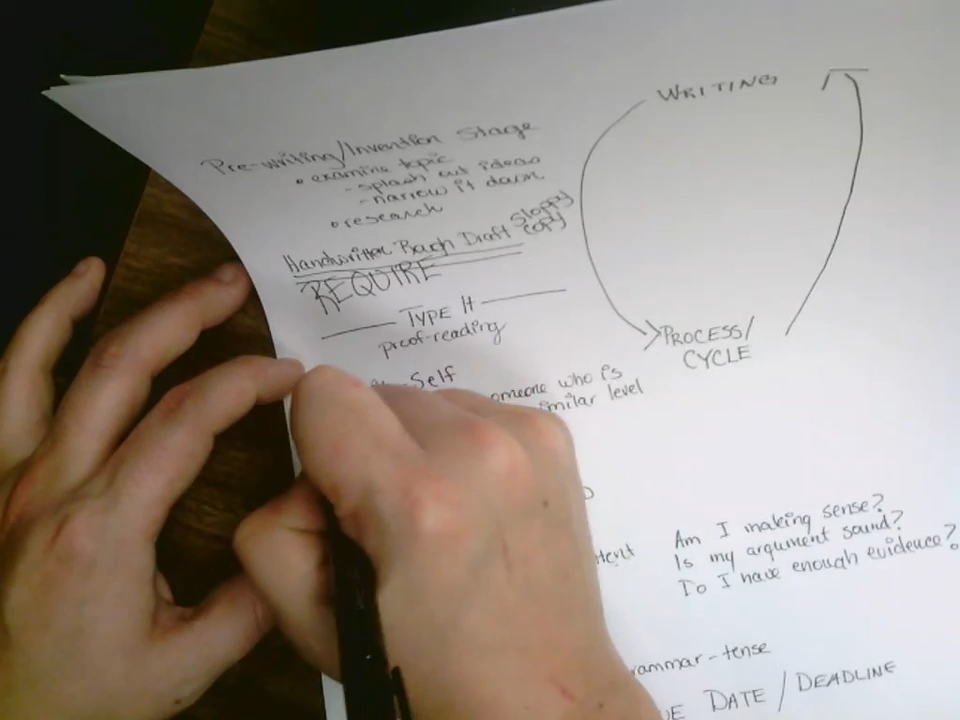 WRITING
Pre-writing/Invention Stage
• examine topic
- splash out ideas
- narrow it down
• research
Handwritten Rough Draft Sloppy Copy
REQUIRE
TYPE It
proof-reading
PROCESS/
CYCLE
Self
someone who is
similar level
Am I making sense?
Is my argument sound?
Do I have enough evidence?
grammar-tense
DATE / DEADLINE